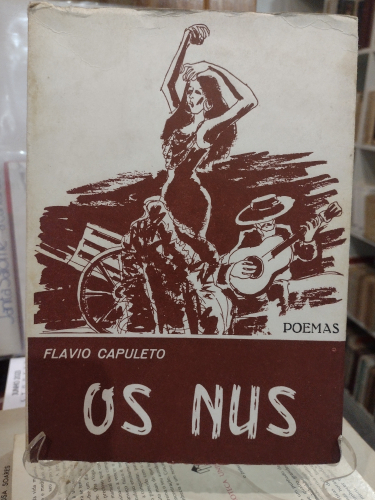 POEMAS
FLAVIO CAPULETO
OS NUS